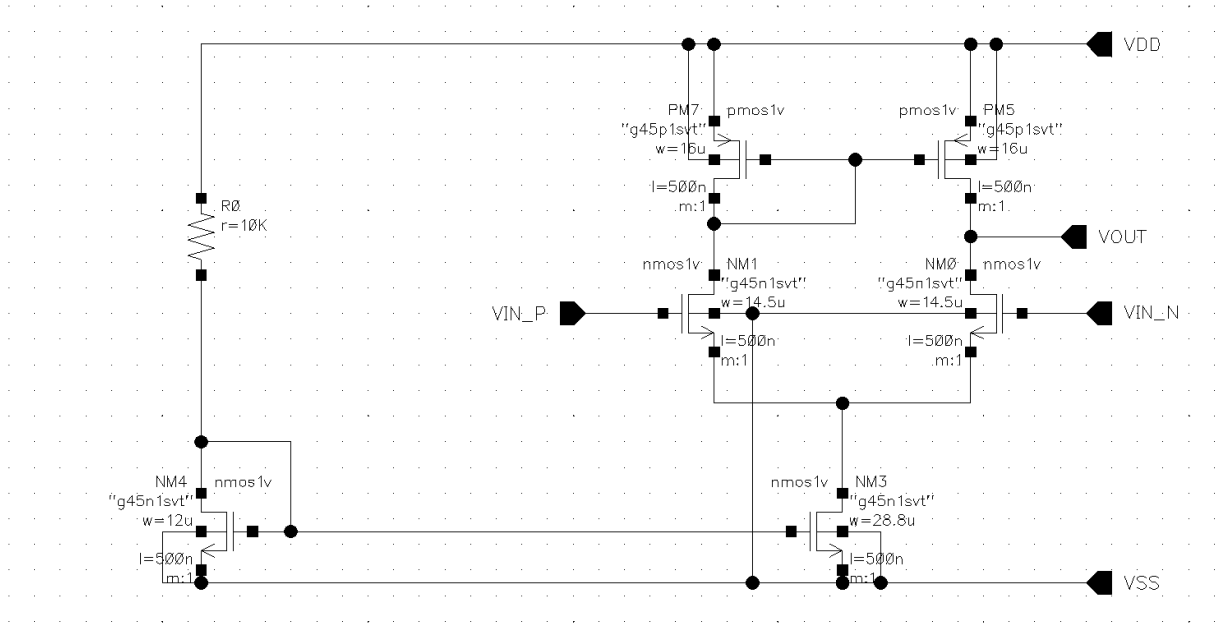 VDD
PM7 pmos1v
"g45p1svt"
w=16u
l=500n
m:1
pmos1v PM5
"g45p1svt"
w=16u
l=500n
m:1
R0
r=10K
VOUT
nmos1v NM1
"g45n1svt"
w=14.5u
l=500n
m:1
NM0 nmos1v
"g45n1svt"
w=14.5u
l=500n
m:1
VIN_P
VIN_N
NM4 nmos1v
"g45n1svt"
w=12u
l=500n
m:1
nmos1v NM3
"g45n1svt"
w=28.8u
l=500n
m:1
VSS